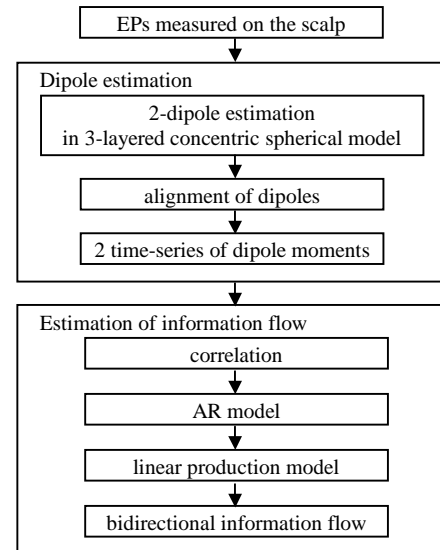 EPs measured on the scalp
Dipole estimation
2-dipole estimation
in 3-layered concentric spherical model
alignment of dipoles
2 time-series of dipole moments
Estimation of information flow
correlation
AR model
linear production model
bidirectional information flow